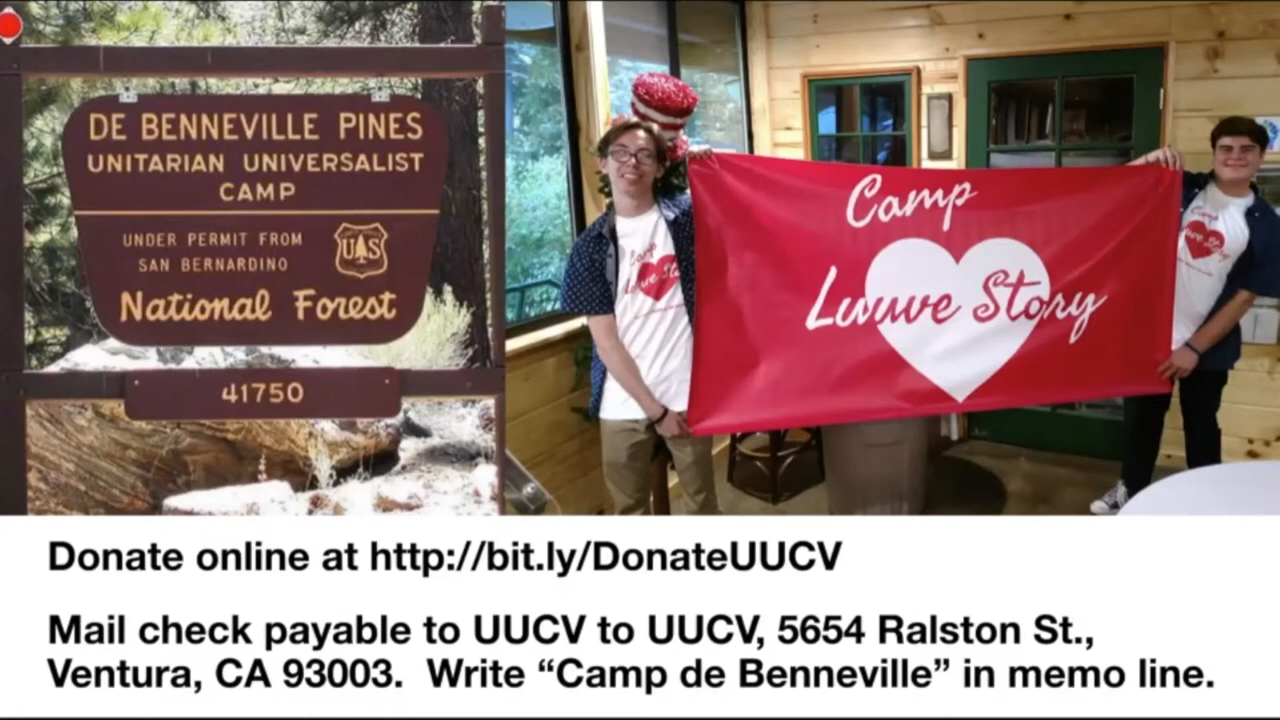 DE BENNEVILLE PINES
UNITARIAN UNIVERSALIST
CAMP
UNDER PERMIT FROM
SAN BERNARDINO
U S
National Forest
41750
Camp
Luuve Story
Camp
Camp
Donate online at http://bit.ly/DonateUUCV
Mail check payable to UUCV to UUCV, 5654 Ralston St.,
Ventura, CA 93003.  Write “Camp de Benneville” in memo line.